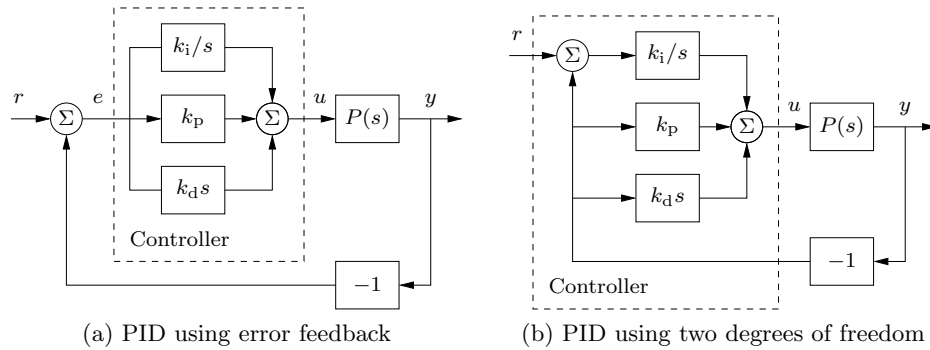 k_i/s
r
Σ
e
k_p
Σ
u
P(s)
y
k_d s
Controller
−1
(a) PID using error feedback
r
Σ
k_i/s
k_p
Σ
u
P(s)
y
k_d s
−1
Controller
(b) PID using two degrees of freedom